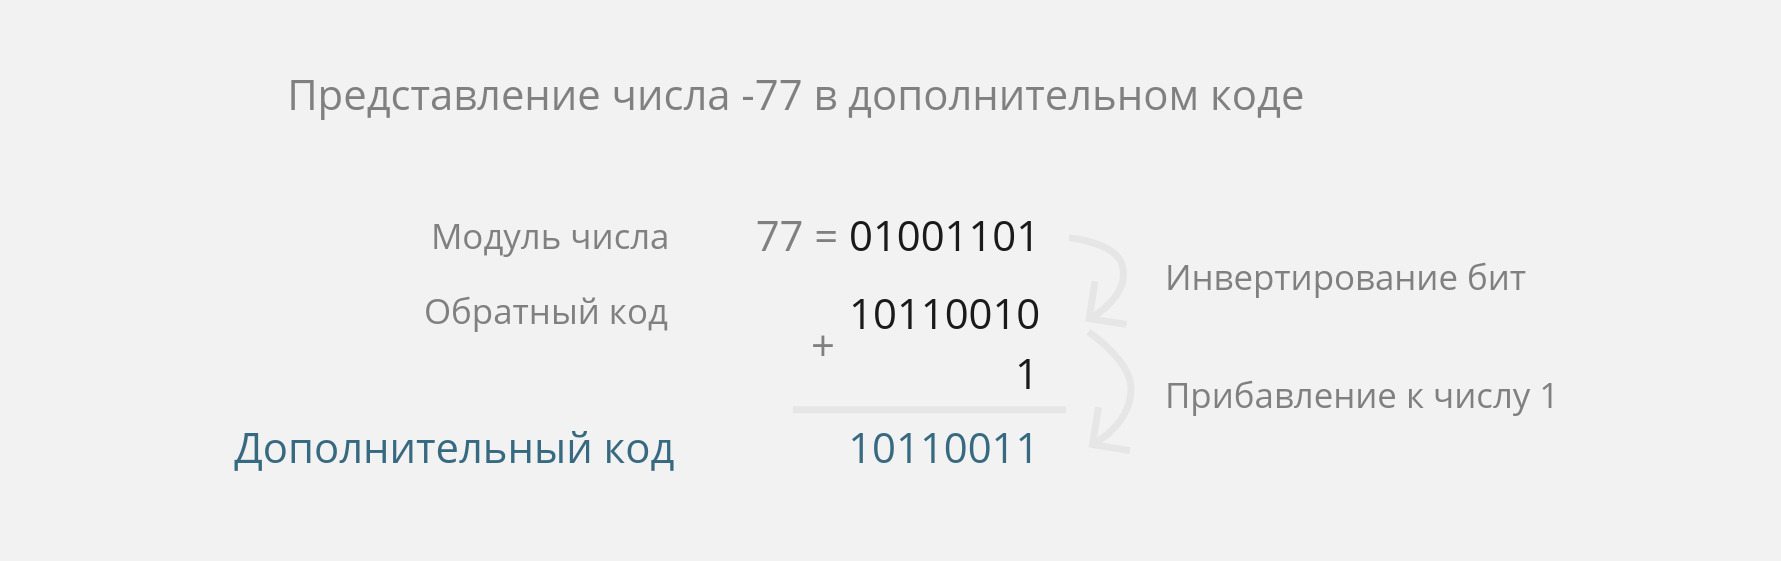 Представление числа -77 в дополнительном коде
Модуль числа 77 = 01001101
Инвертирование бит
Обратный код 10110010
+
1
Прибавление к числу 1
Дополнительный код 10110011